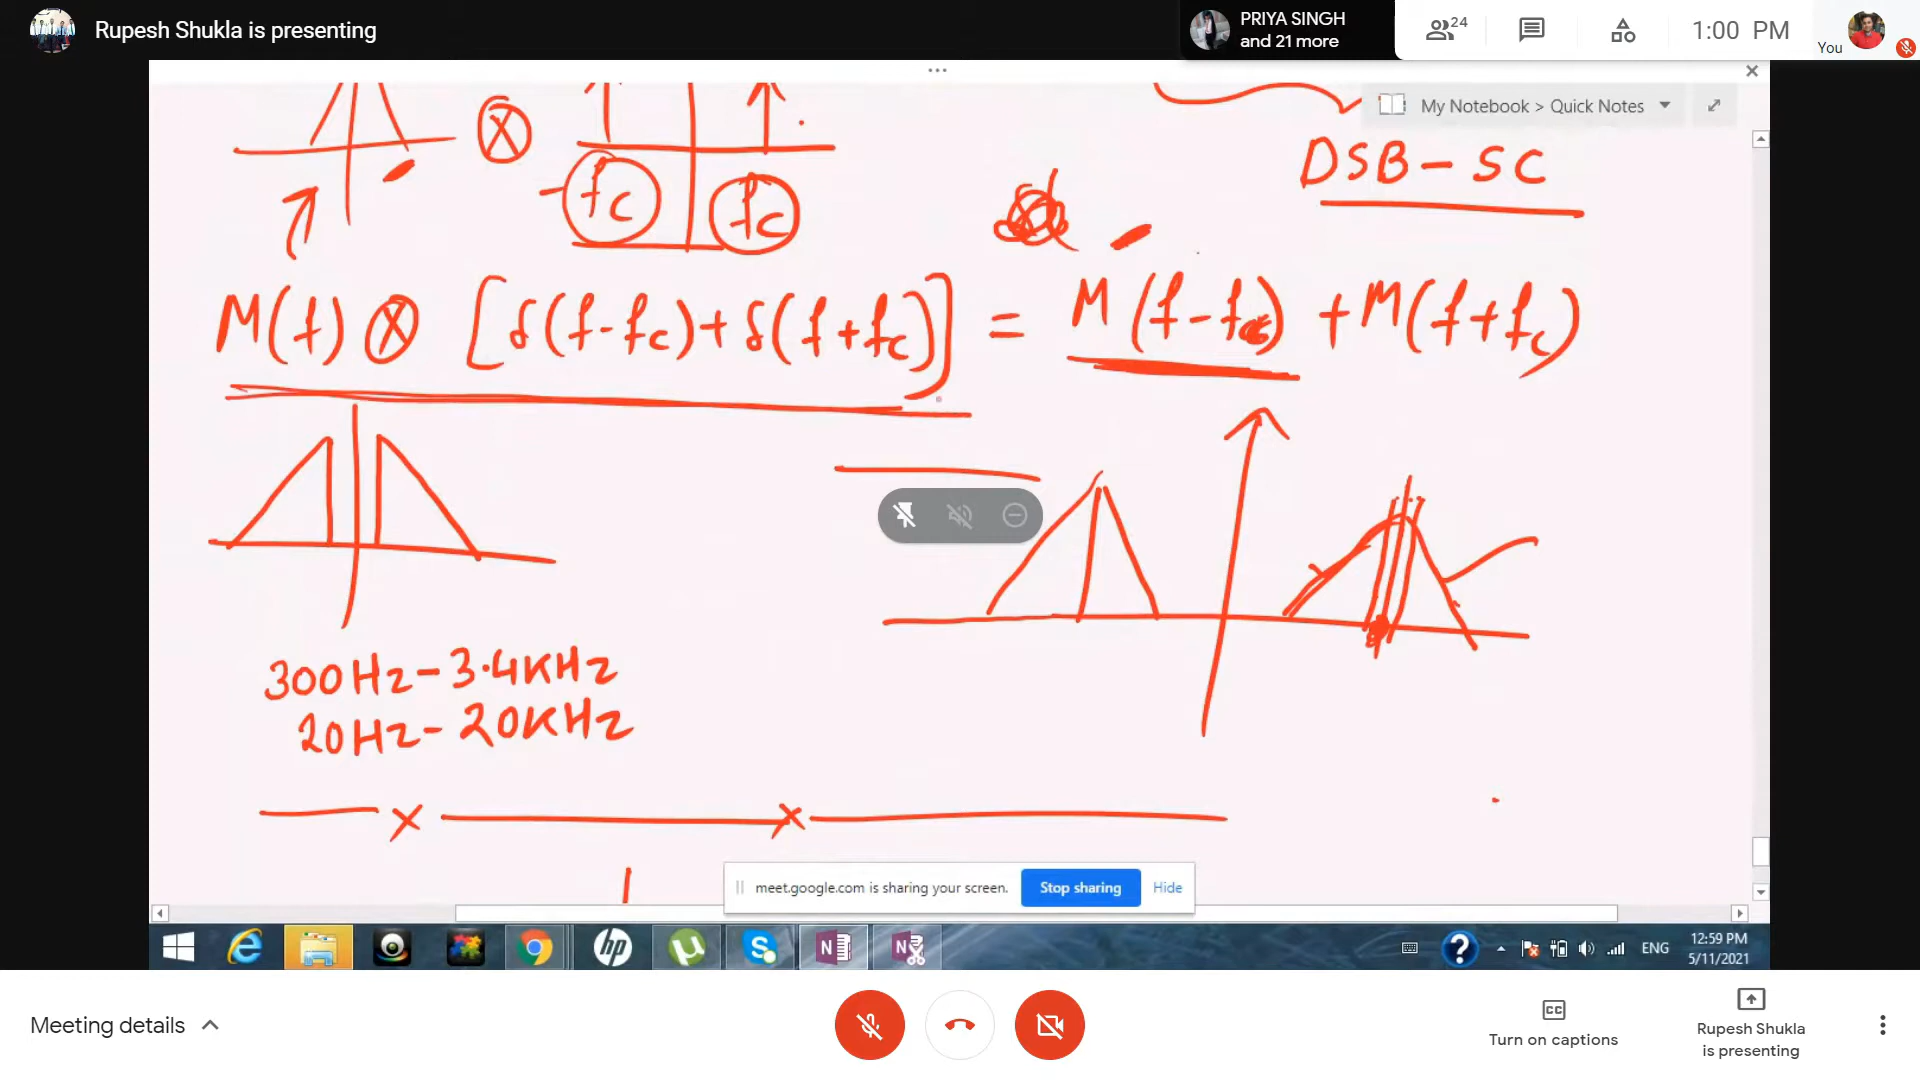 Rupesh Shukla is presenting
PRIYA SINGH
and 21 more
24
1:00 PM
You
My Notebook > Quick Notes
DSB-SC
-fc fc
M(f) ⊗ [δ(f-fc)+δ(f+fc)] = M(f-fc)+M(f+fc)
300Hz-3.4KHz
20Hz-20KHz
meet.google.com is sharing your screen.
Stop sharing
Hide
hp
ENG
12:59 PM
5/11/2021
Meeting details
Turn on captions
Rupesh Shukla
is presenting